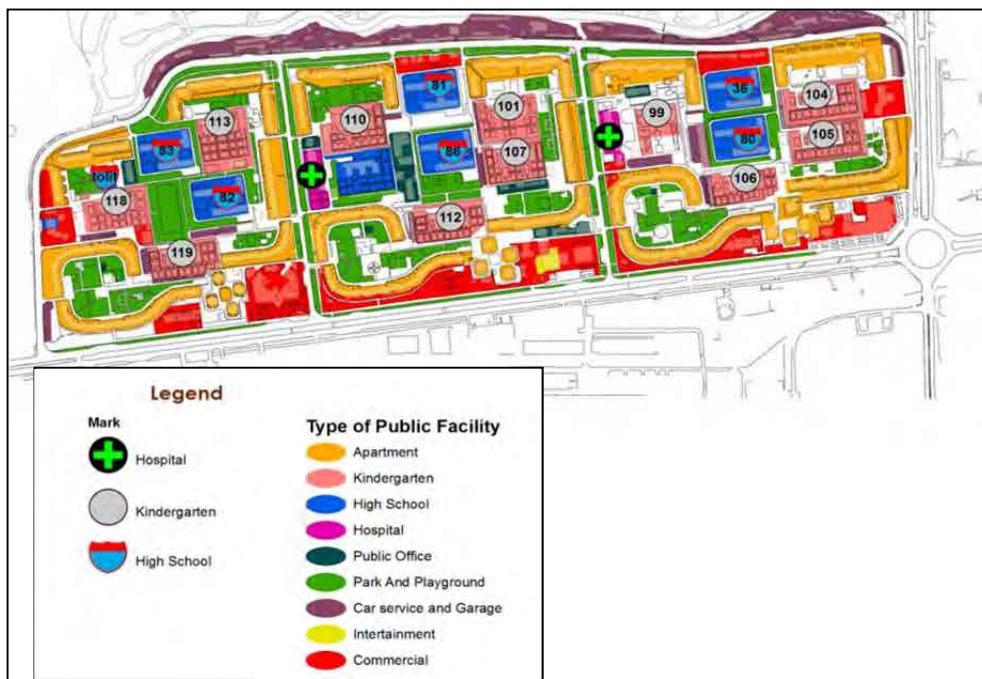 81
36
101
104
110
99
113
105
83
86
80
107
told
106
118
82
112
119
Legend
Mark
Hospital
Kindergarten
High School
Type of Public Facility
Apartment
Kindergarten
High School
Hospital
Public Office
Park And Playground
Car service and Garage
Intertainment
Commercial